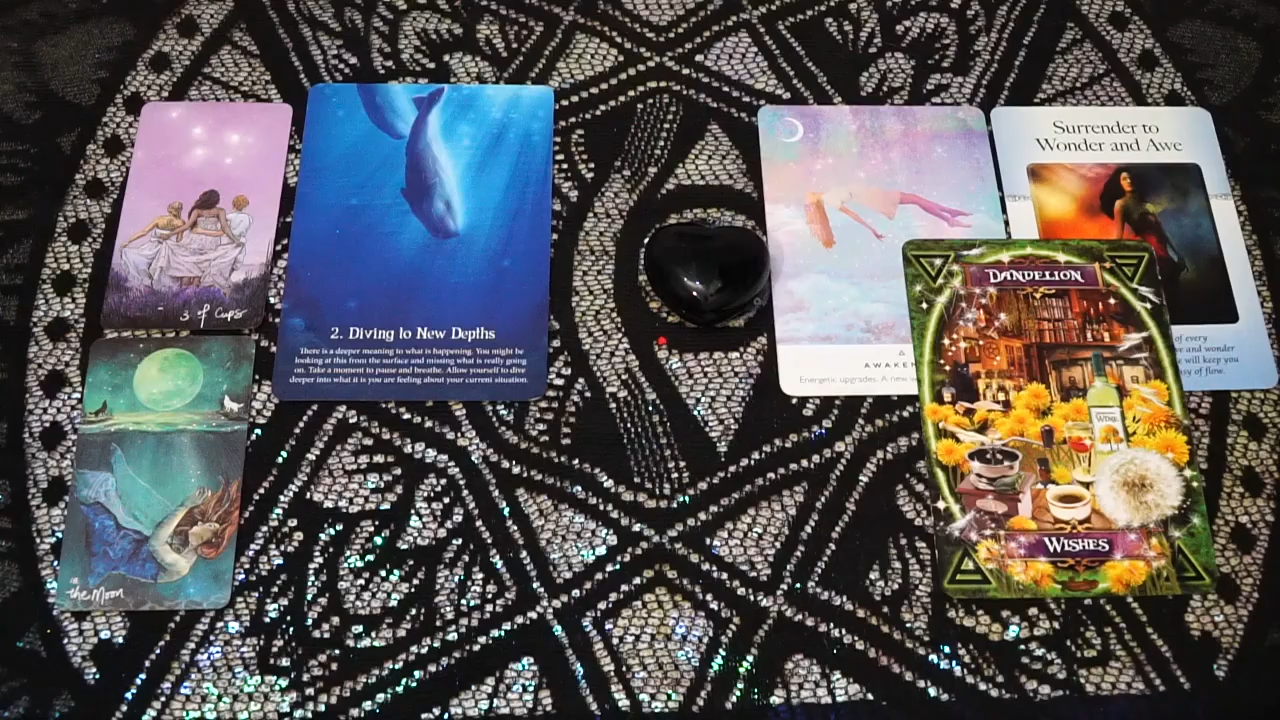 3 of Cups
the Moon
2. Diving to New Depths
There is a deeper meaning to what is happening. You might be
looking at this from the surface and missing what is really going
on. Take a moment to pause and breathe. Allow yourself to dive
deeper into what it is you are feeling about your current situation.
AWAKE
Energetic upgrades. A new
Surrender to
Wonder and Awe
of every
and wonder
will keep you
of flow.
DANDELION
WINE
WISHES